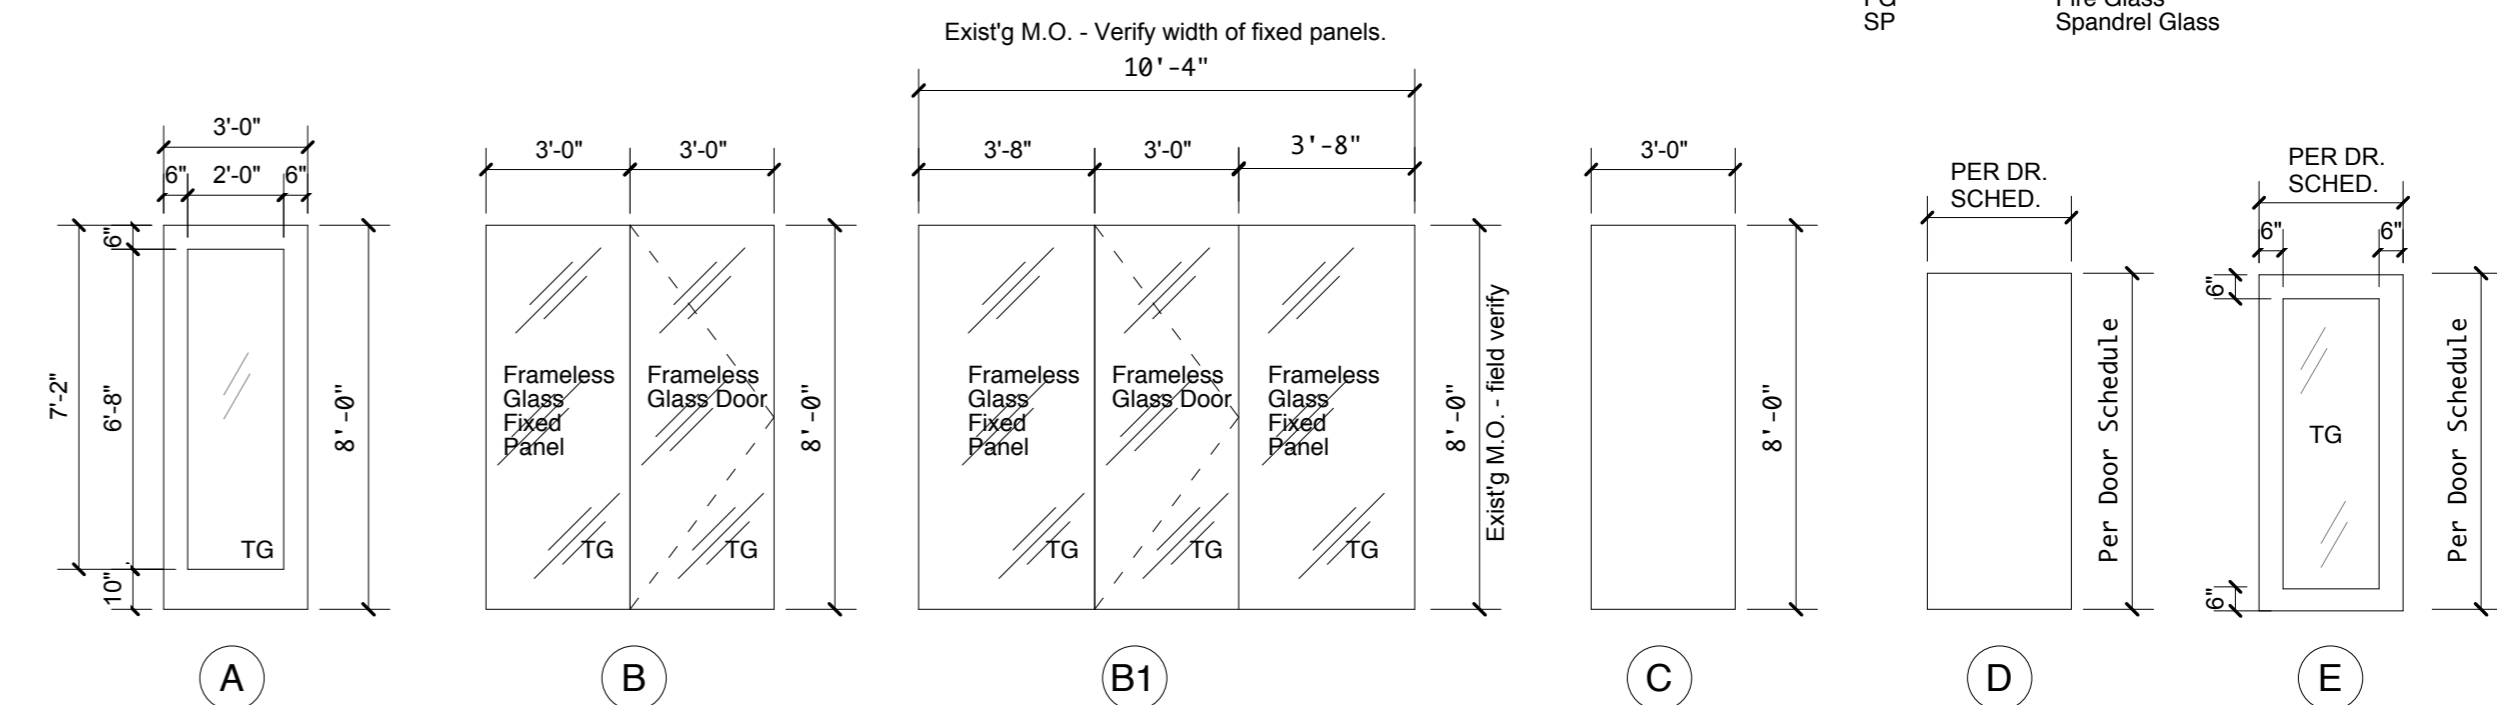 FG Fire Glass
SP Spandrel Glass
Exist'g M.O. - Verify width of fixed panels.
10'-4"
3'-0"
6" 2'-0" 6"
7'-2"
6"
6'-8"
10"
8'-0"
TG
A
3'-0" 3'-0"
Frameless
Glass
Fixed
Panel
TG
Frameless
Glass Door
TG
8'-0"
B
3'-8" 3'-0" 3'-8"
Frameless
Glass
Fixed
Panel
TG
Frameless
Glass Door
TG
Frameless
Glass
Fixed
Panel
TG
8'-0"
Exist'g M.O. - field verify
B1
3'-0"
8'-0"
C
PER DR.
SCHED.
Per Door Schedule
D
PER DR.
SCHED.
6" 6"
6"
TG
6"
Per Door Schedule
E